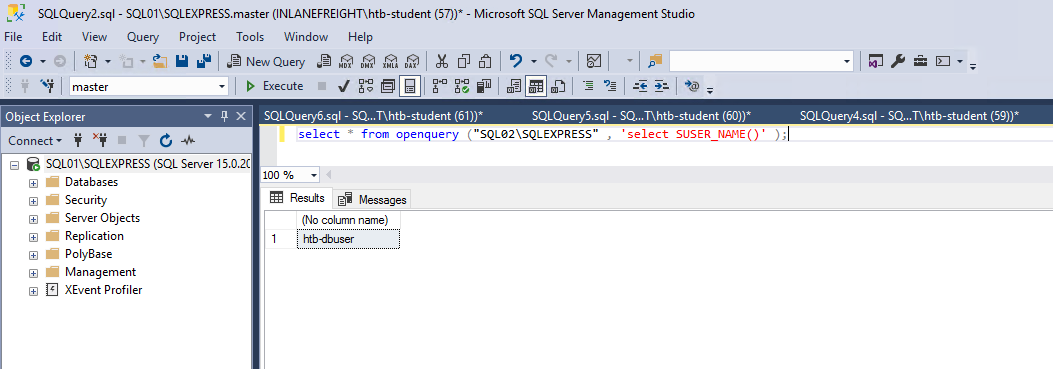 SQLQuery2.sql - SQL01\SQLEXPRESS.master (INLANEFREIGHT\htb-student (57))* - Microsoft SQL Server Management Studio
File Edit View Query Project Tools Window Help
New Query MDX DMX XMLA DAX
master Execute
Object Explorer
SQLQuery6.sql - SQ...T\htb-student (61))* SQLQuery5.sql - SQ...T\htb-student (60))* SQLQuery4.sql - SQ...T\htb-student (59))*
select * from openquery ("SQL02\SQLEXPRESS" , 'select SUSER_NAME()' );
Connect
SQL01\SQLEXPRESS (SQL Server 15.0.20
Databases
Security
Server Objects
Replication
PolyBase
Management
XEvent Profiler
100 %
Results Messages
(No column name)
1 htb-dbuser